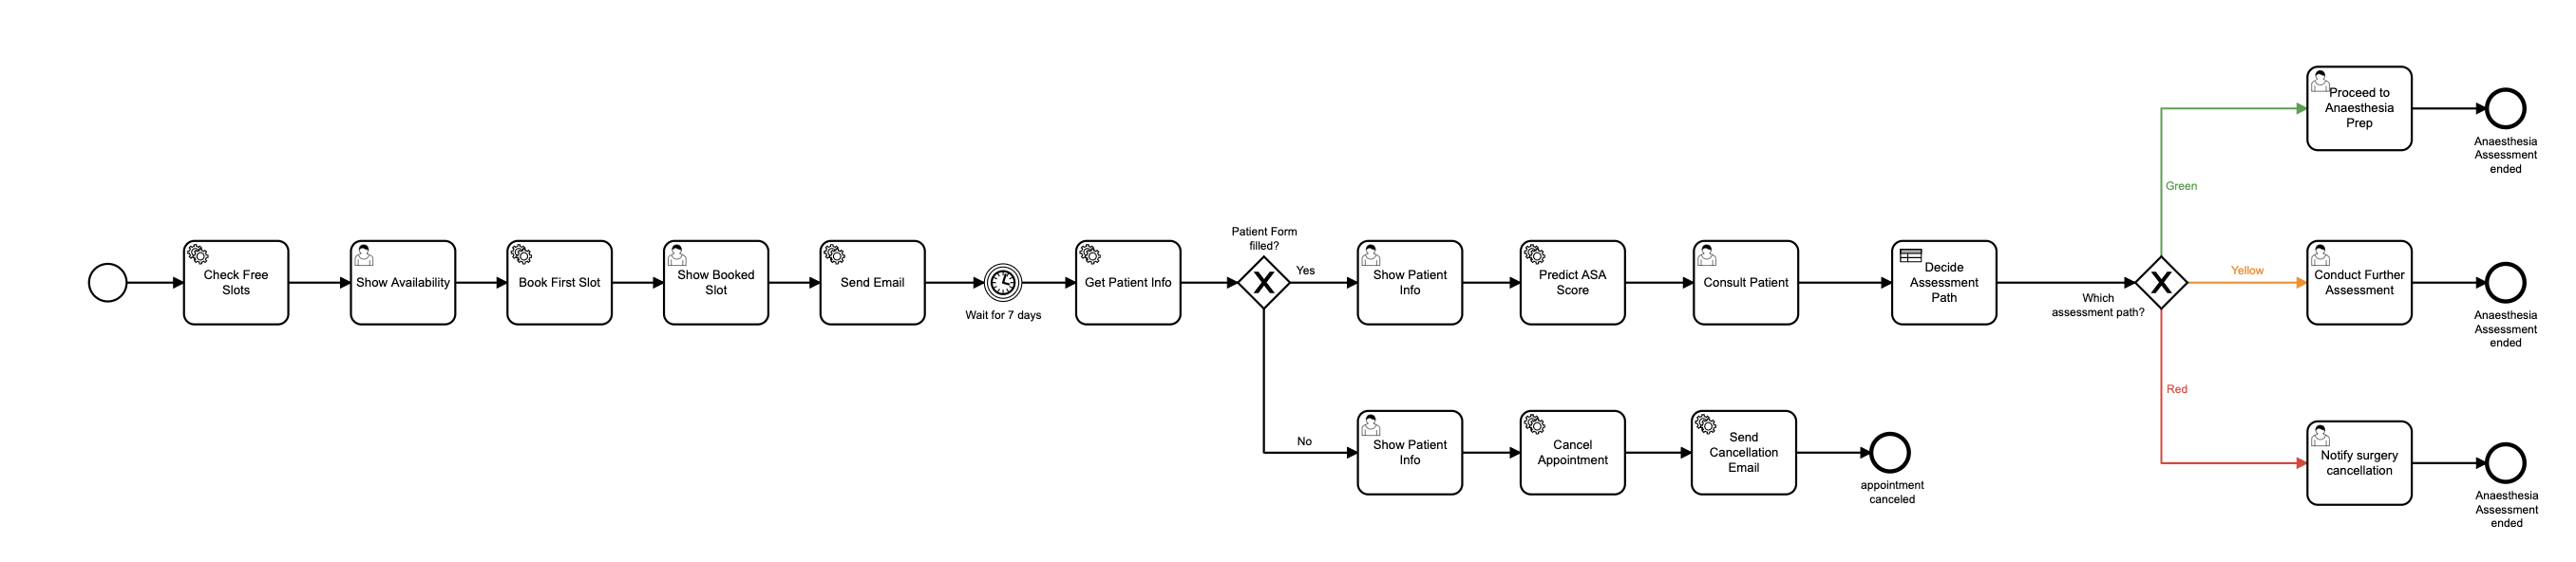 Check Free
Slots
Show Availability
Book First Slot
Show Booked
Slot
Send Email
Wait for 7 days
Get Patient Info
Patient Form
filled?
Yes
Show Patient
Info
Predict ASA
Score
Consult Patient
Decide
Assessment
Path
Which
assessment path?
Green
Proceed to
Anaesthesia
Prep
Anaesthesia
Assessment
ended
Yellow
Conduct Further
Assessment
Anaesthesia
Assessment
ended
Red
Notify surgery
cancellation
Anaesthesia
Assessment
ended
No
Show Patient
Info
Cancel
Appointment
Send
Cancellation
Email
appointment
canceled